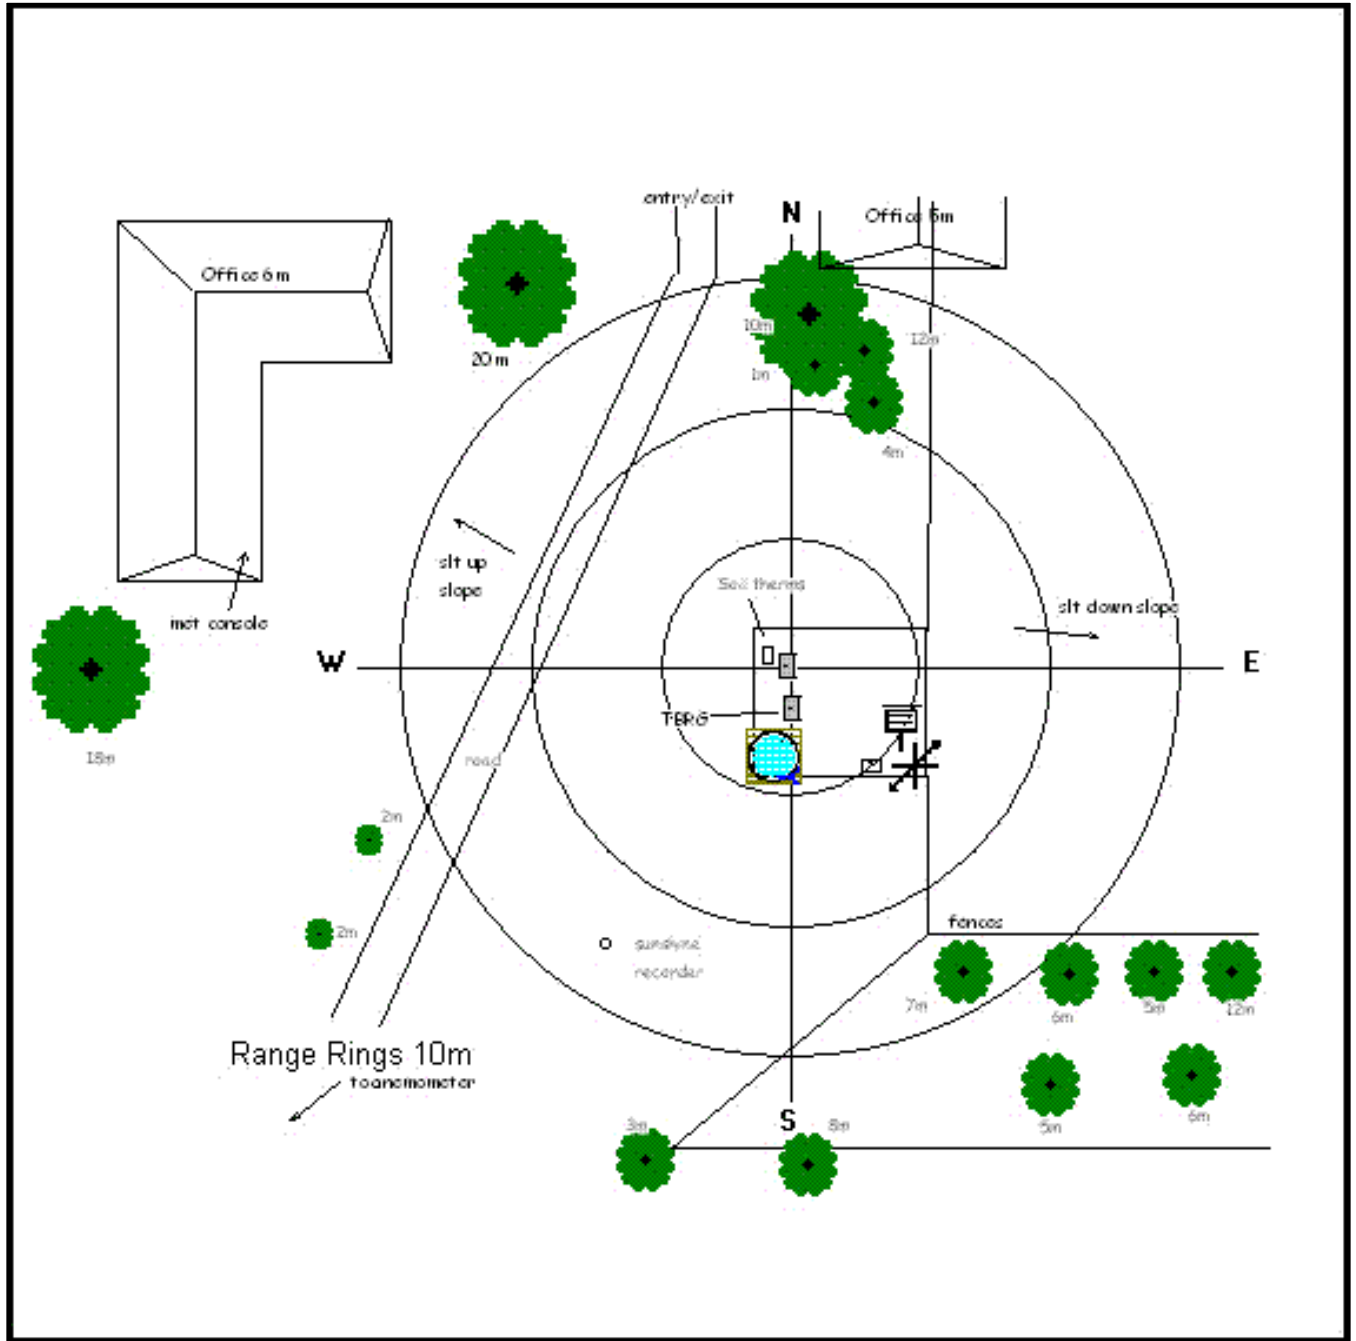 entry/exit
N
Office 5m
Office 6m
10m
12m
20 m
1m
4m
Soil therms
slt up
slope
slt down slope
met console
W
E
TBRG
road
18m
2m
2m
fences
sunshine
recorder
7m
6m
5m
12m
Range Rings 10m
to anemometer
S
3m
8m
5m
6m